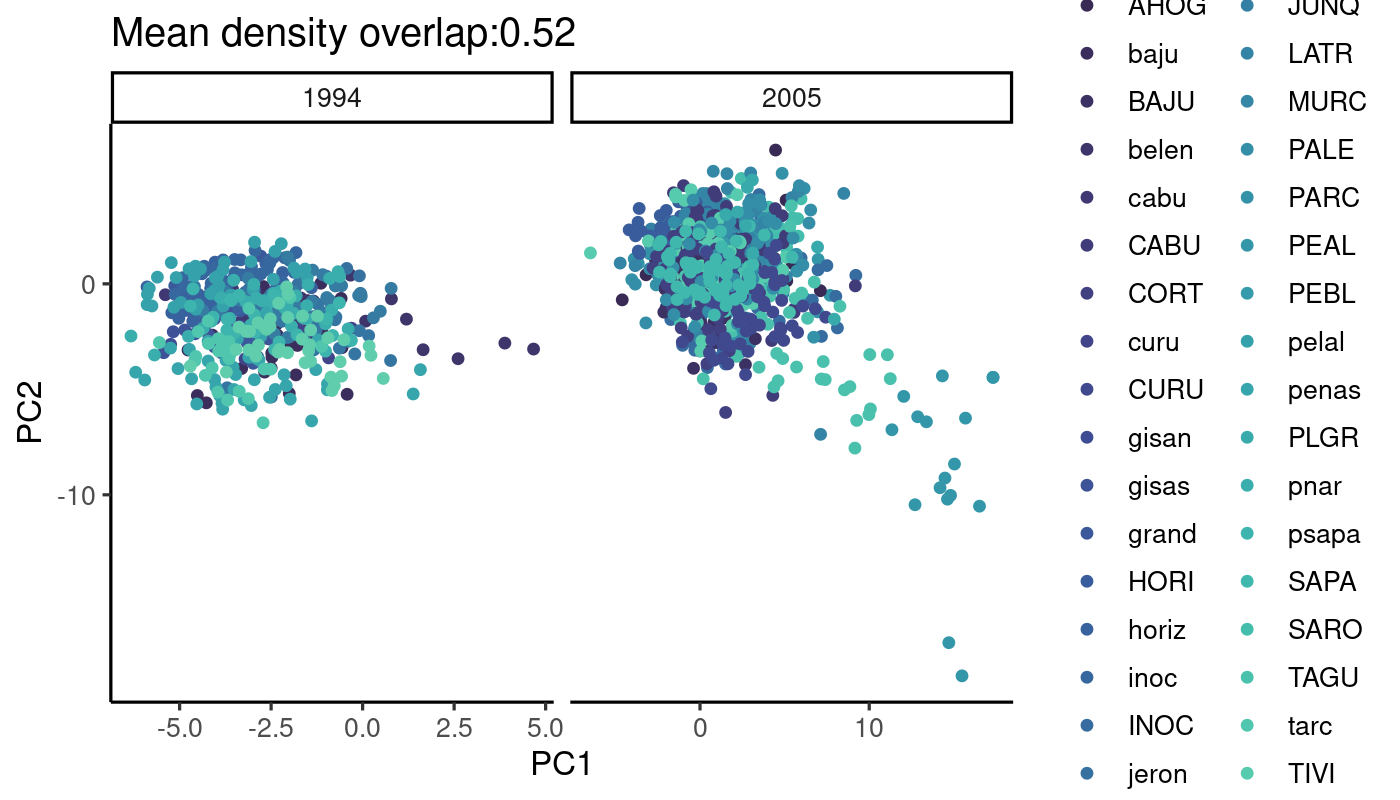 Mean density overlap:0.52
1994
2005
0
-10
PC2
-5.0
-2.5
0.0
2.5
5.0
0
10
PC1
AHOG
baju
BAJU
belen
cabu
CABU
CORT
curu
CURU
gisan
gisas
grand
HORI
horiz
inoc
INOC
jeron
JUNQ
LATR
MURC
PALE
PARC
PEAL
PEBL
pelal
penas
PLGR
pnar
psapa
SAPA
SARO
TAGU
tarc
TIVI